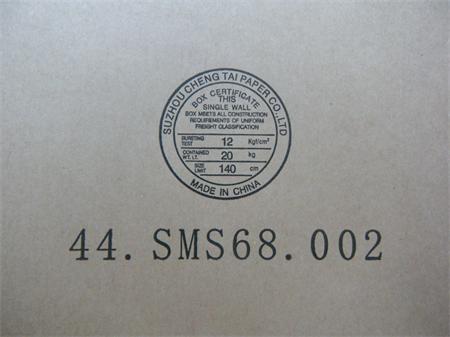 SUZHOU CHENG TAI PAPER CO.,LTD
BOX CERTIFICATE
THIS
SINGLE WALL
BOX MEETS ALL CONSTRUCTION
REQUIREMENTS OF UNIFORM
FREIGHT CLASSIFICATION
BURSTING TEST 12 Kgf/cm²
CONTAINED WT. LT. 20 kg
SIZE LIMIT 140 cm
MADE IN CHINA
44.SMS68.002